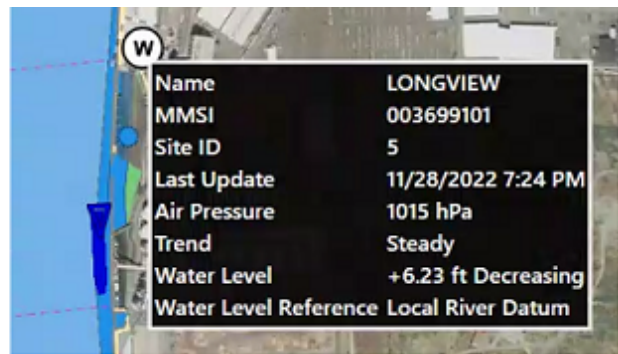 W
Name LONGVIEW
MMSI 003699101
Site ID 5
Last Update 11/28/2022 7:24 PM
Air Pressure 1015 hPa
Trend Steady
Water Level +6.23 ft Decreasing
Water Level Reference Local River Datum